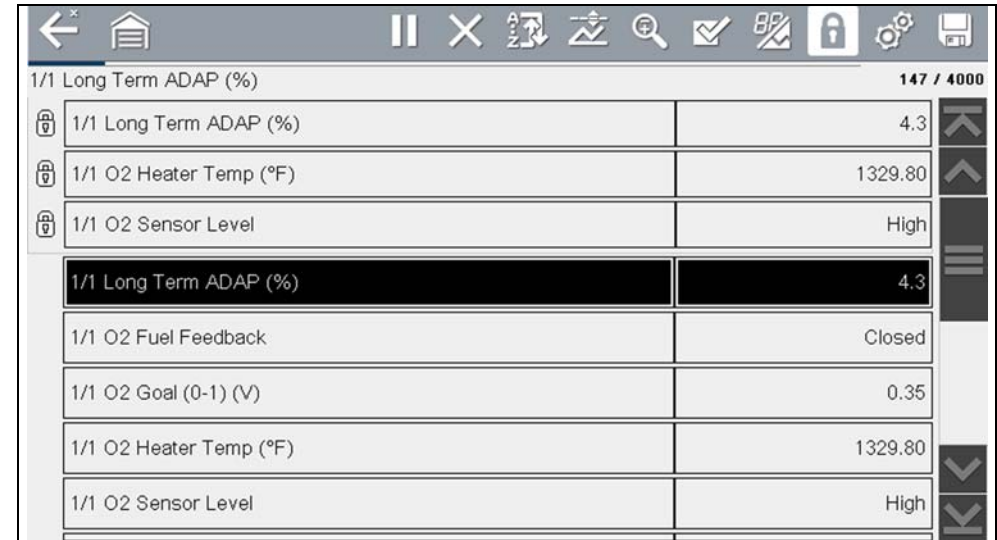 1/1 Long Term ADAP (%) 147 / 4000
1/1 Long Term ADAP (%) 4.3
1/1 O2 Heater Temp (°F) 1329.80
1/1 O2 Sensor Level High
1/1 Long Term ADAP (%) 4.3
1/1 O2 Fuel Feedback Closed
1/1 O2 Goal (0-1) (V) 0.35
1/1 O2 Heater Temp (°F) 1329.80
1/1 O2 Sensor Level High